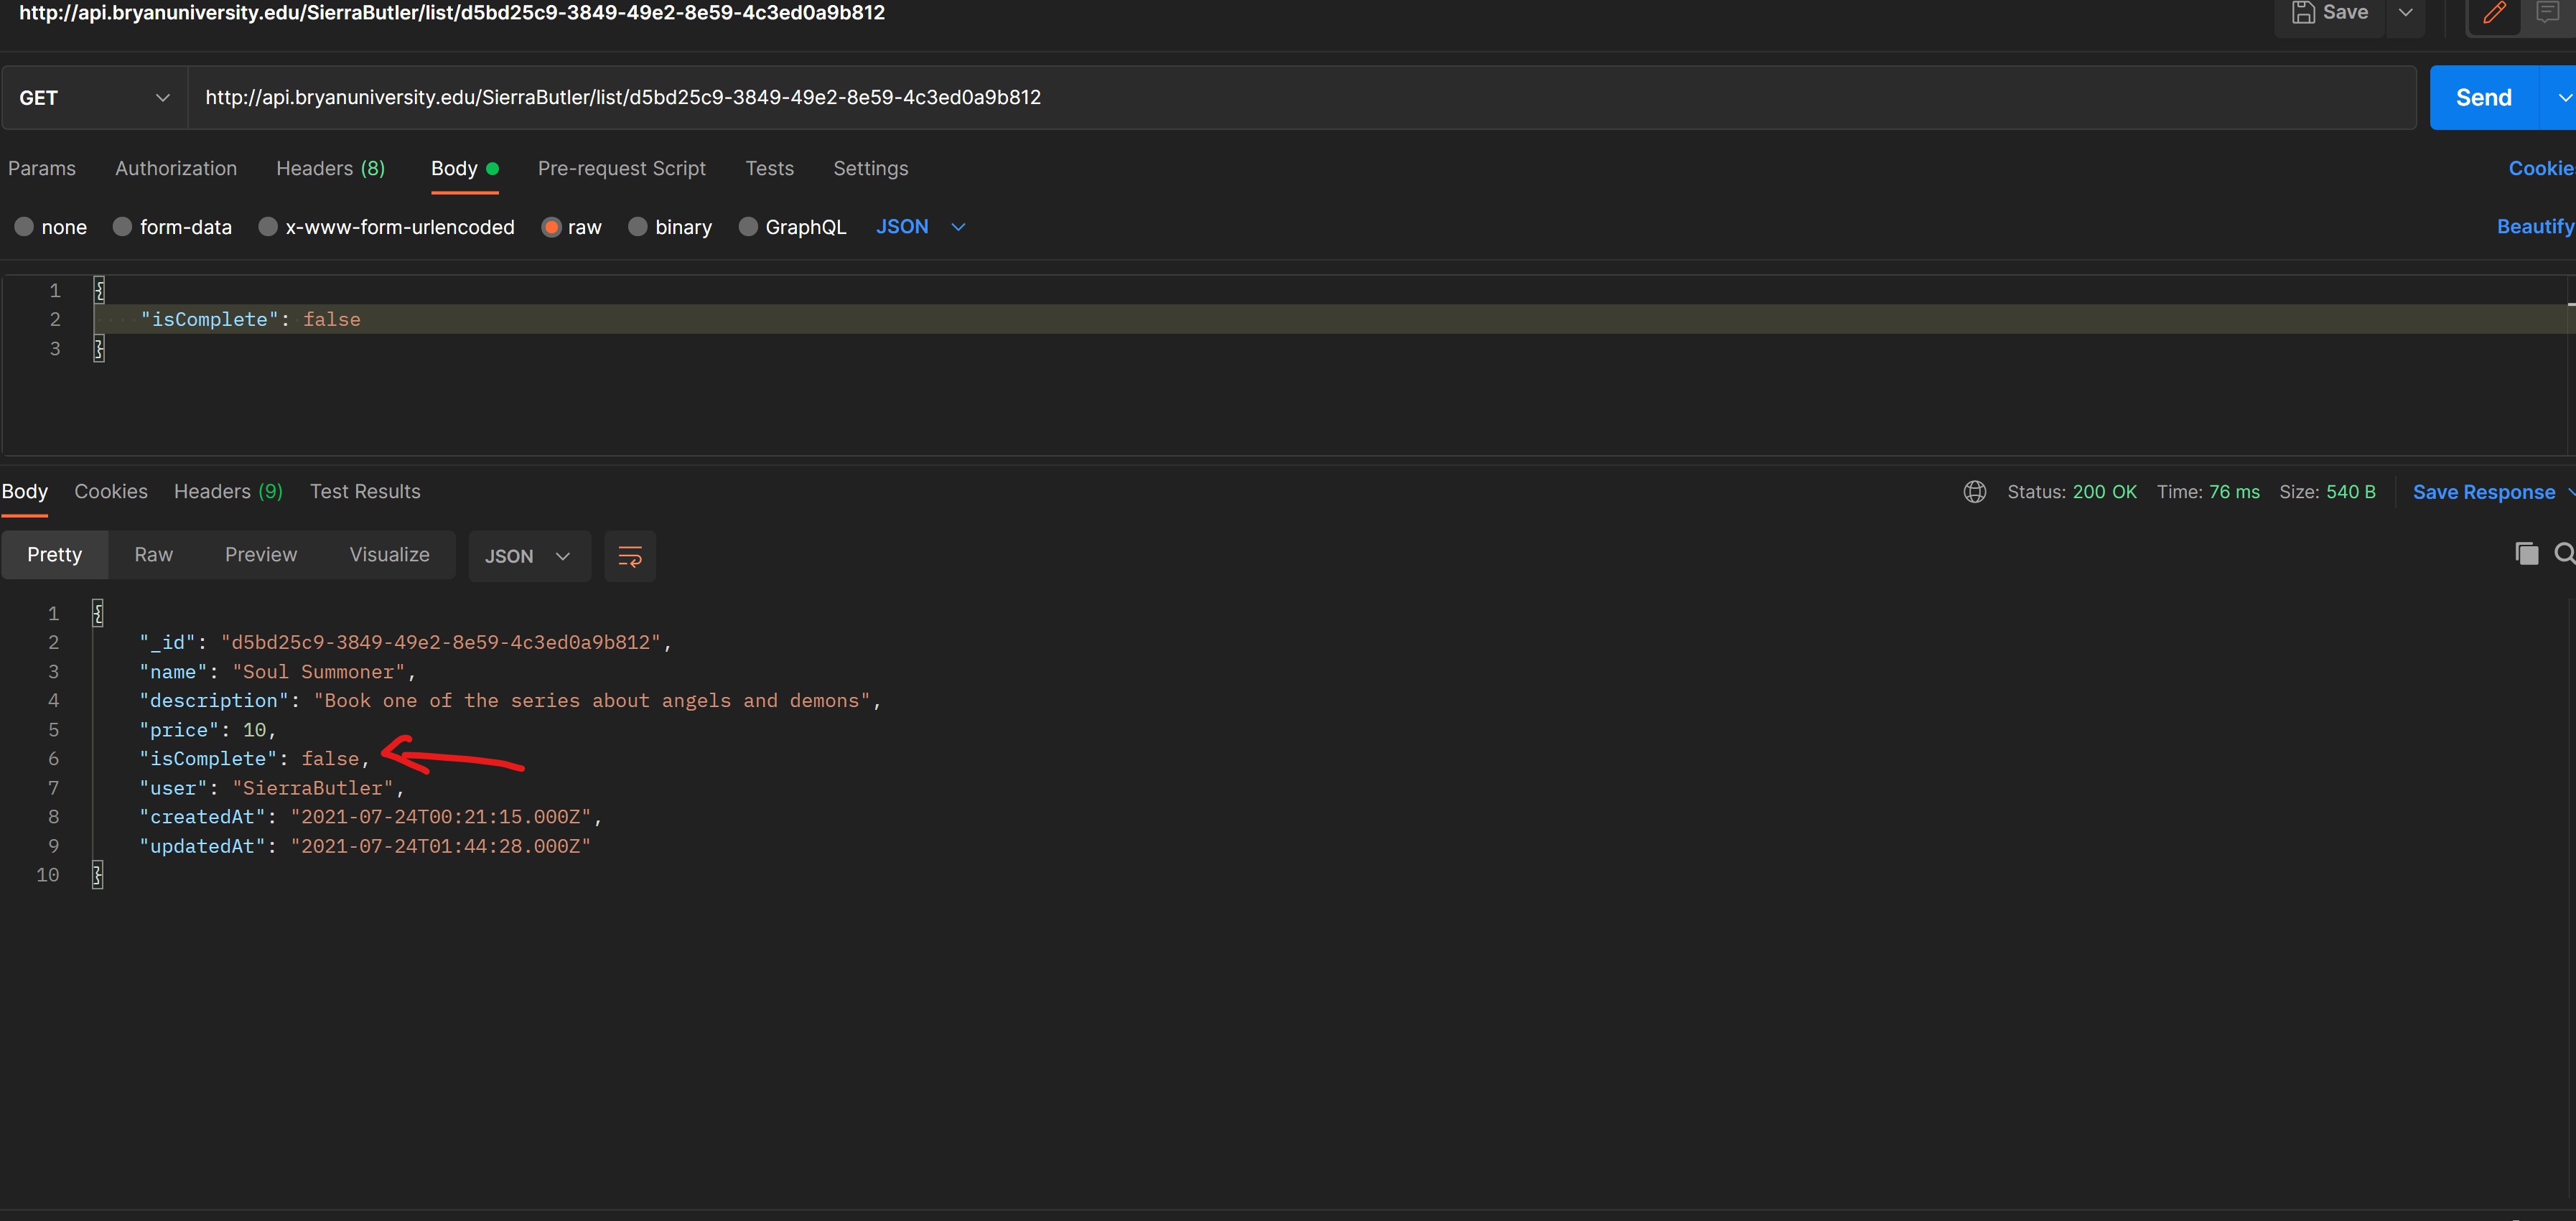 http://api.bryanuniversity.edu/SierraButler/list/d5bd25c9-3849-49e2-8e59-4c3ed0a9b812
Save
GET http://api.bryanuniversity.edu/SierraButler/list/d5bd25c9-3849-49e2-8e59-4c3ed0a9b812 Send
Params Authorization Headers (8) Body Pre-request Script Tests Settings Cookie
none form-data x-www-form-urlencoded raw binary GraphQL JSON Beautify
1 {
2 "isComplete": false
3 }
Body Cookies Headers (9) Test Results Status: 200 OK Time: 76 ms Size: 540 B Save Response
Pretty Raw Preview Visualize JSON
1 {
2 "_id": "d5bd25c9-3849-49e2-8e59-4c3ed0a9b812",
3 "name": "Soul Summoner",
4 "description": "Book one of the series about angels and demons",
5 "price": 10,
6 "isComplete": false,
7 "user": "SierraButler",
8 "createdAt": "2021-07-24T00:21:15.000Z",
9 "updatedAt": "2021-07-24T01:44:28.000Z"
10 }